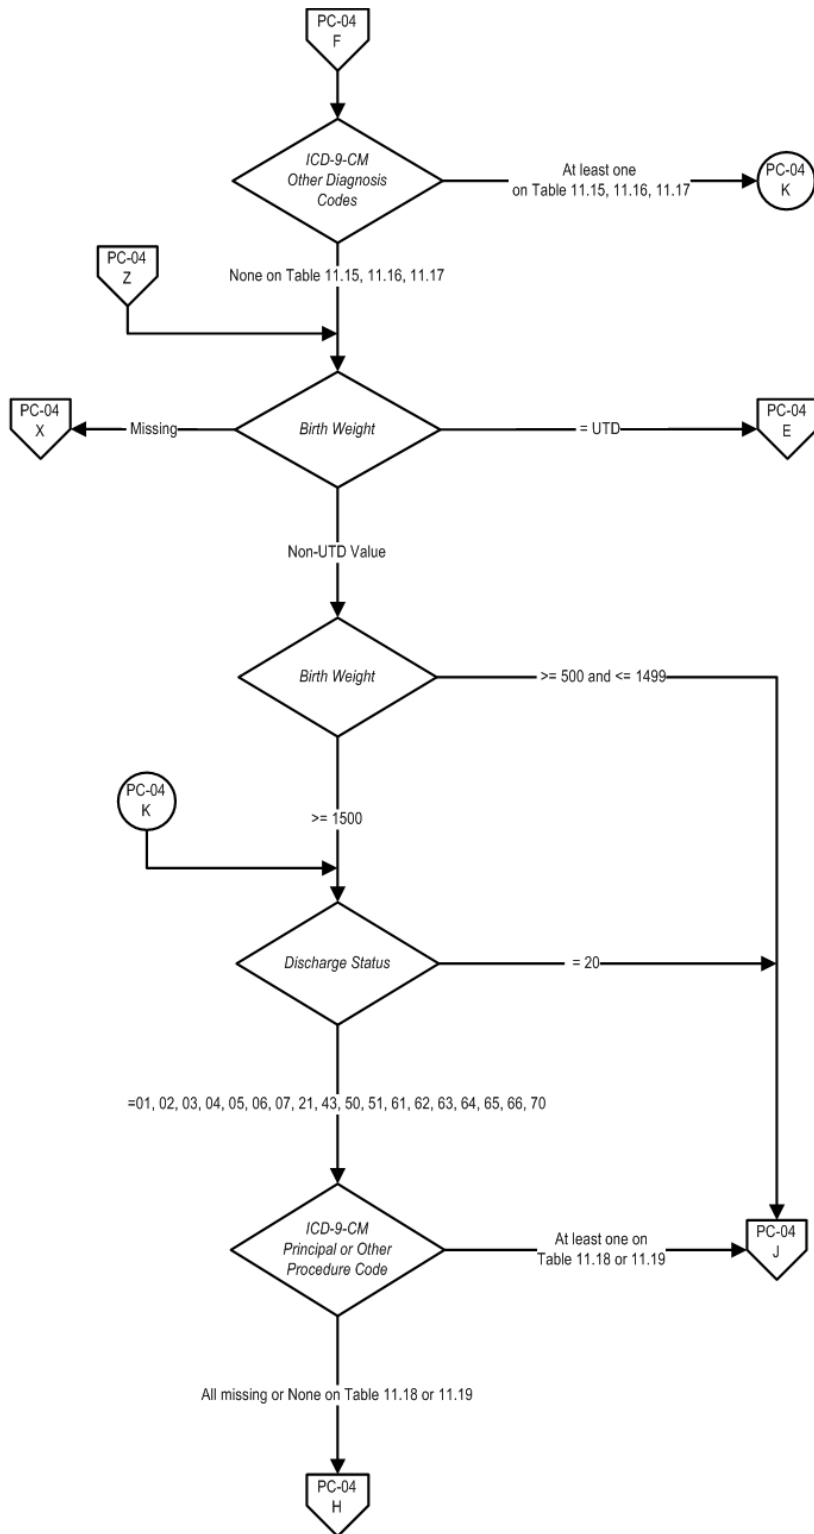 PC-04
F
ICD-9-CM
Other Diagnosis
Codes
At least one
on Table 11.15, 11.16, 11.17
PC-04
K
PC-04
Z
None on Table 11.15, 11.16, 11.17
PC-04
X
Missing
Birth Weight
= UTD
PC-04
E
Non-UTD Value
Birth Weight
>= 500 and <= 1499
PC-04
K
>= 1500
Discharge Status
= 20
=01, 02, 03, 04, 05, 06, 07, 21, 43, 50, 51, 61, 62, 63, 64, 65, 66, 70
ICD-9-CM
Principal or Other
Procedure Code
At least one on
Table 11.18 or 11.19
PC-04
J
All missing or None on Table 11.18 or 11.19
PC-04
H